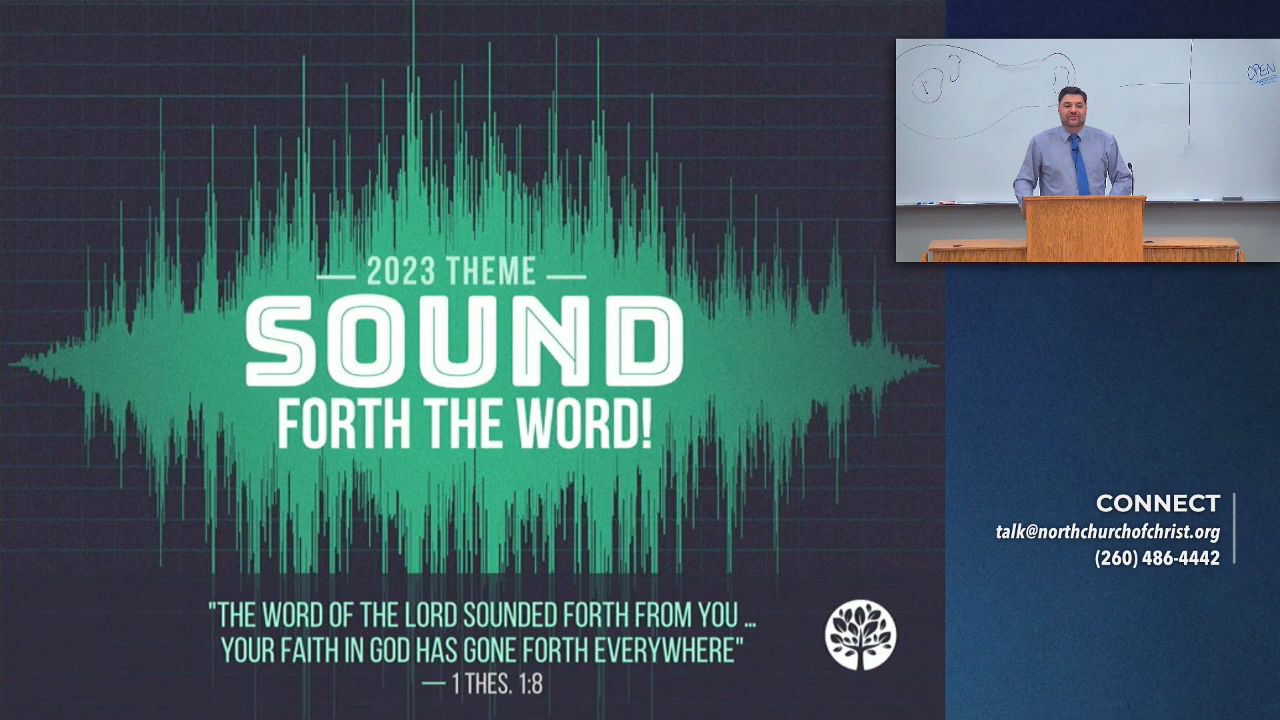 — 2023 THEME —
SOUND
FORTH THE WORD!
"THE WORD OF THE LORD SOUNDED FORTH FROM YOU ...
YOUR FAITH IN GOD HAS GONE FORTH EVERYWHERE"
— 1 THES. 1:8
OPEN
CONNECT
talk@northchurchofchrist.org
(260) 486-4442